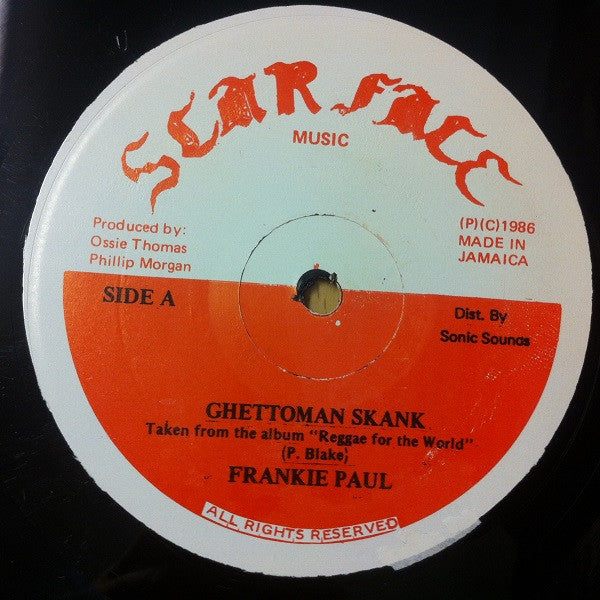 SCAR FACE
MUSIC
Produced by:
Ossie Thomas
Phillip Morgan
(P)(C)1986
MADE IN
JAMAICA
SIDE A
Dist. By
Sonic Sounds
GHETTOMAN SKANK
Taken from the album "Reggae for the World"
(P. Blake)
FRANKIE PAUL
ALL RIGHTS RESERVED